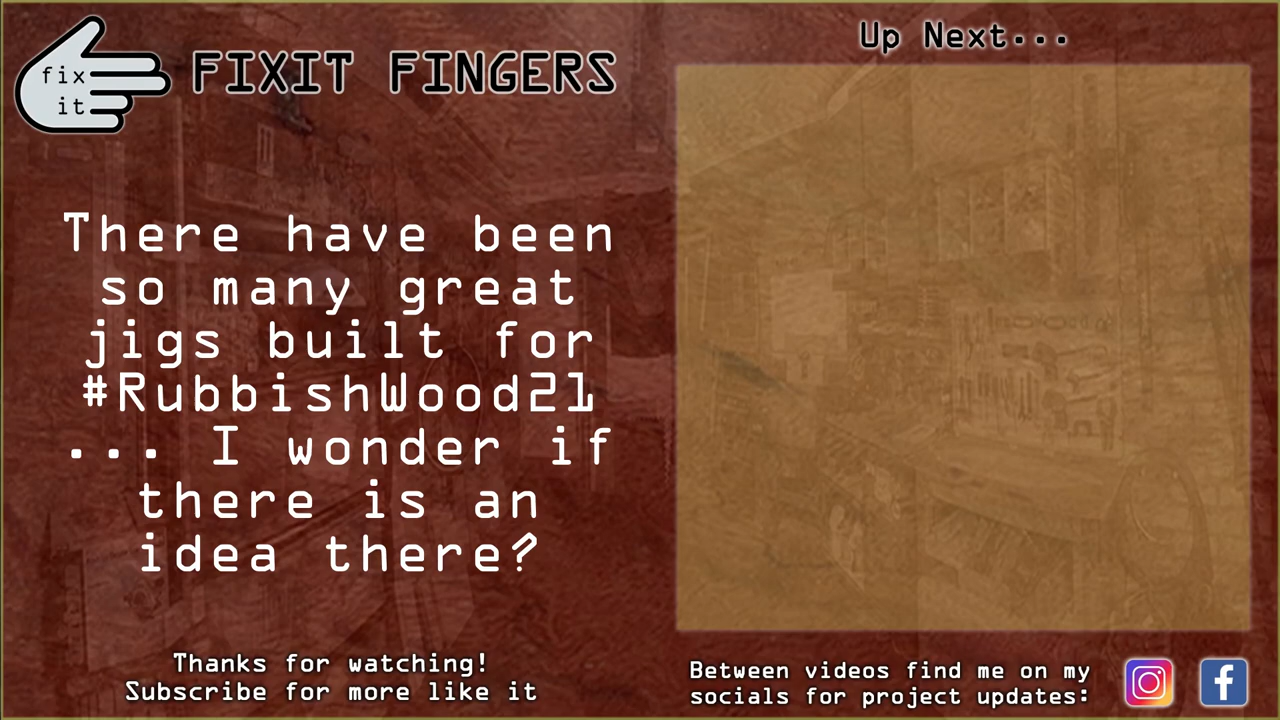 fix
it
FIXIT FINGERS
Up Next...
There have been
so many great
jigs built for
#RubbishWood21
... I wonder if
there is an
idea there?
Thanks for watching!
Subscribe for more like it
Between videos find me on my
socials for project updates: